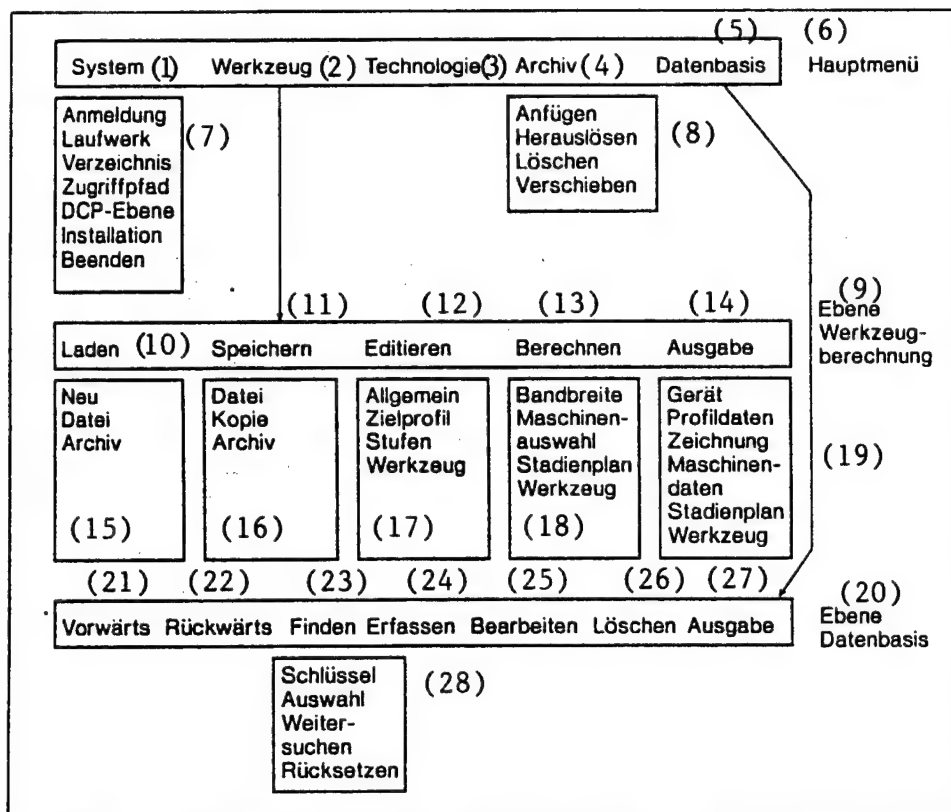 (5) (6)
System (1) Werkzeug (2) Technologie(3) Archiv (4) Datenbasis Hauptmenü
Anmeldung
Laufwerk
Verzeichnis
Zugriffpfad
DCP-Ebene
Installation
Beenden
(7)
Anfügen
Herauslösen
Löschen
Verschieben
(8)
(9)
Ebene
Werkzeug-
berechnung
(11) (12) (13) (14)
Laden (10) Speichern Editieren Berechnen Ausgabe
Neu
Datei
Archiv
(15)
Datei
Kopie
Archiv
(16)
Allgemein
Zielprofil
Stufen
Werkzeug
(17)
Bandbreite
Maschinen-
auswahl
Stadienplan
Werkzeug
(18)
Gerät
Profildaten
Zeichnung
Maschinen-
daten
Stadienplan
Werkzeug
(19)
(21) (22) (23) (24) (25) (26) (27)
Vorwärts Rückwärts Finden Erfassen Bearbeiten Löschen Ausgabe
(20)
Ebene
Datenbasis
Schlüssel
Auswahl
Weiter-
suchen
Rücksetzen
(28)